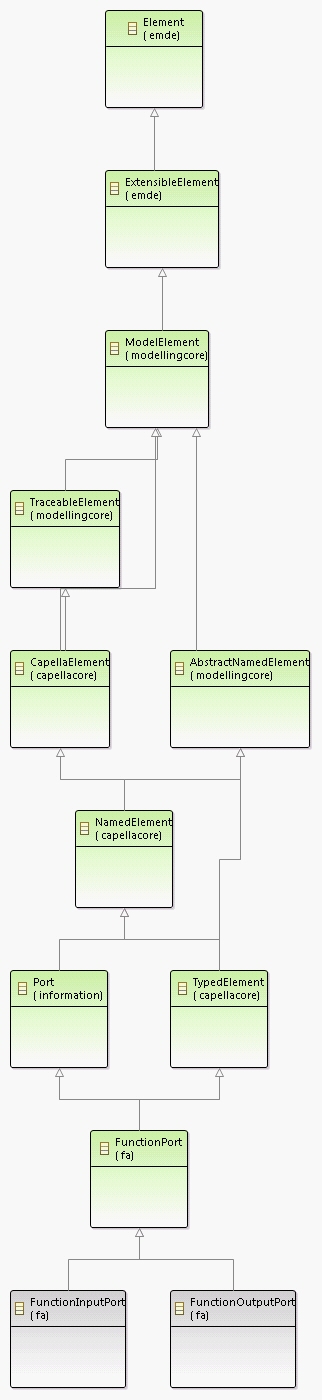 Element
( emde)
ExtensibleElement
( emde)
ModelElement
( modellingcore)
TraceableElement
( modellingcore)
CapellaElement
( capellacore)
AbstractNamedElement
( modellingcore)
NamedElement
( capellacore)
Port
( information)
TypedElement
( capellacore)
FunctionPort
( fa)
FunctionInputPort
( fa)
FunctionOutputPort
( fa)